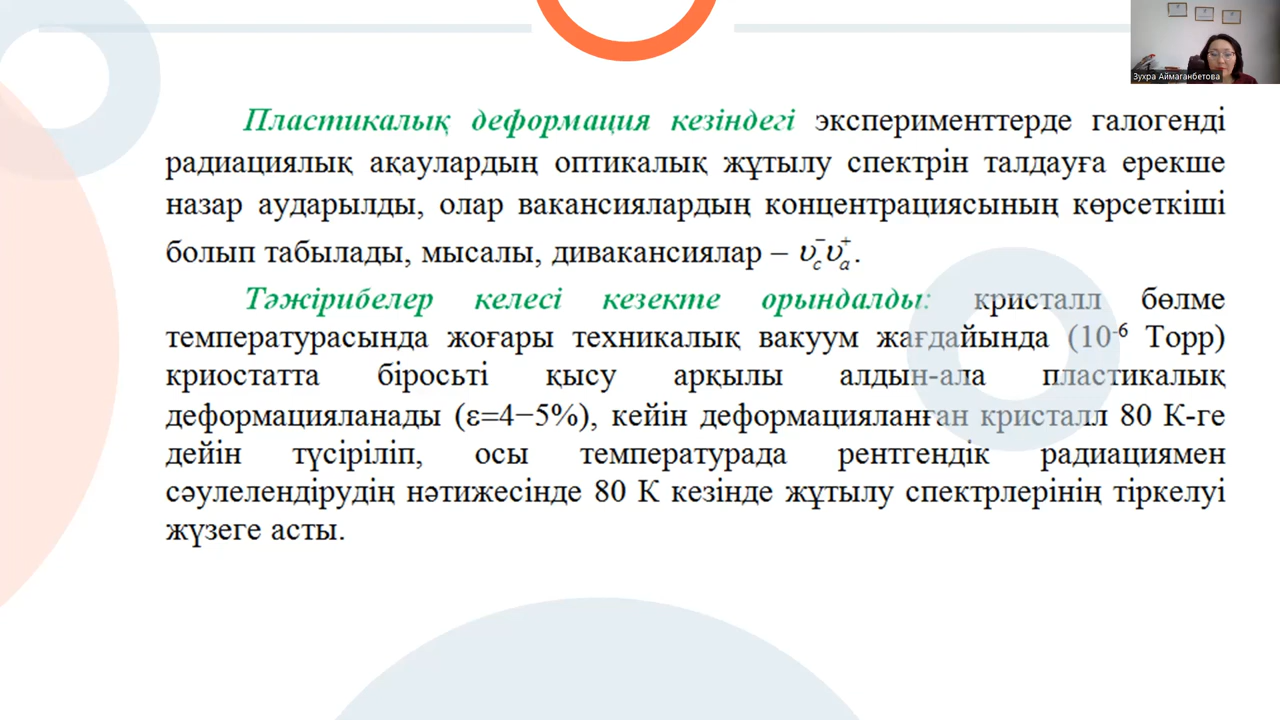 Зухра Аймаганбетова
Пластикалық деформация кезіндегі эксперименттерде галогенді
радиациялық ақаулардың оптикалық жұтылу спектрін талдауға ерекше
назар аударылды, олар вакансиялардың концентрациясының көрсеткіші
болып табылады, мысалы, дивакансиялар – υ_c^- υ_a^+.
Тәжірибелер келесі кезекте орындалды: кристалл бөлме
температурасында жоғары техникалық вакуум жағдайында (10⁻⁶ Торр)
криостатта біросьті қысу арқылы алдын-ала пластикалық
деформацияланады (ε=4−5%), кейін деформацияланған кристалл 80 К-ге
дейін түсіріліп, осы температурада рентгендік радиациямен
сәулелендірудің нәтижесінде 80 К кезінде жұтылу спектрлерінің тіркелуі
жүзеге асты.